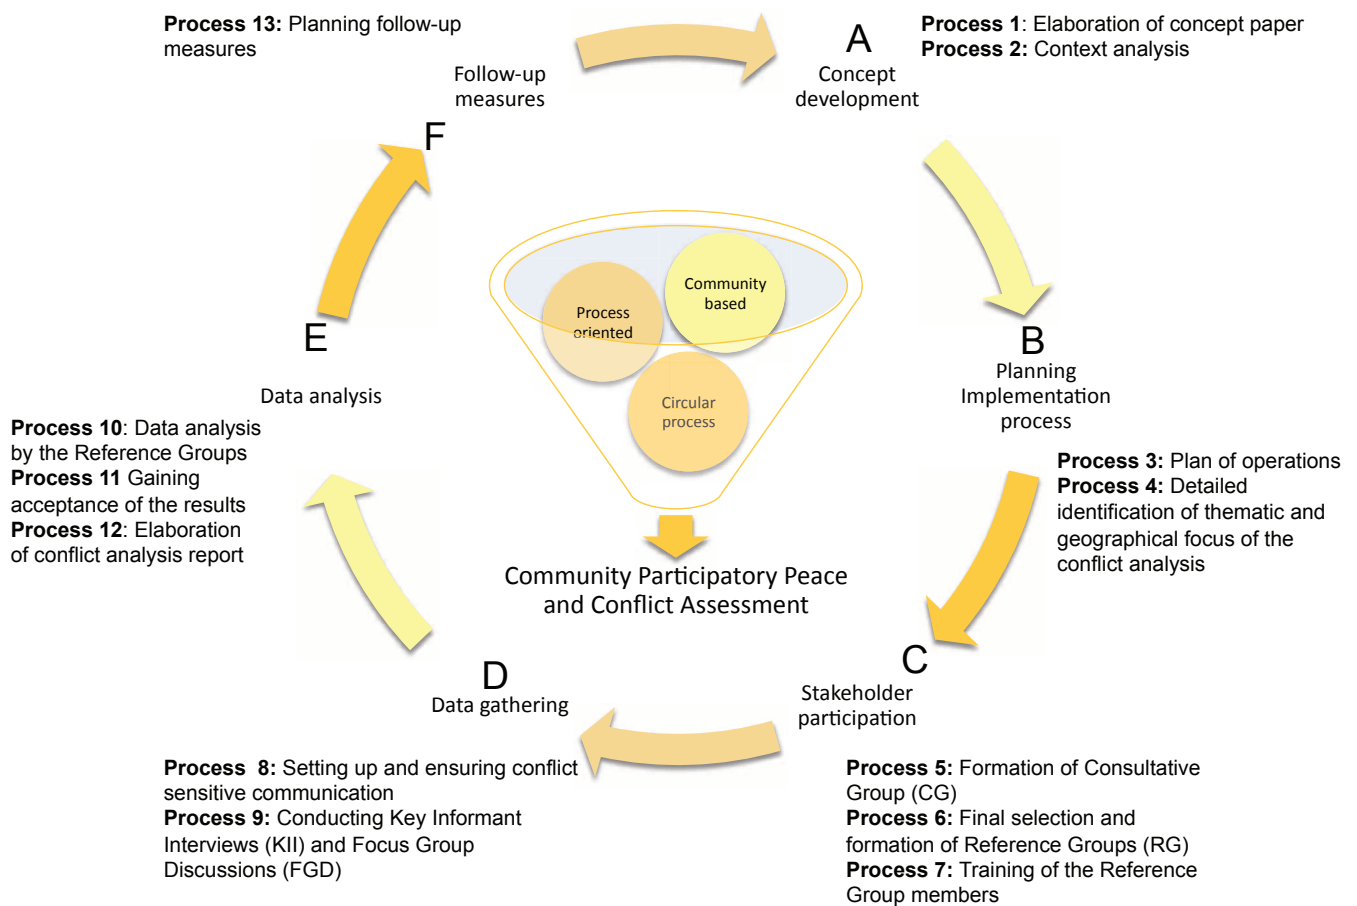 A
Concept
development
Process 1: Elaboration of concept paper
Process 2: Context analysis
B
Planning
Implementation
process
Process 3: Plan of operations
Process 4: Detailed
identification of thematic and
geographical focus of the
conflict analysis
C
Stakeholder
participation
Process 5: Formation of Consultative
Group (CG)
Process 6: Final selection and
formation of Reference Groups (RG)
Process 7: Training of the Reference
Group members
D
Data gathering
Process 8: Setting up and ensuring conflict
sensitive communication
Process 9: Conducting Key Informant
Interviews (KII) and Focus Group
Discussions (FGD)
E
Data analysis
Process 10: Data analysis
by the Reference Groups
Process 11 Gaining
acceptance of the results
Process 12: Elaboration
of conflict analysis report
F
Follow-up
measures
Process 13: Planning follow-up
measures
Process
oriented
Community
based
Circular
process
Community Participatory Peace
and Conflict Assessment